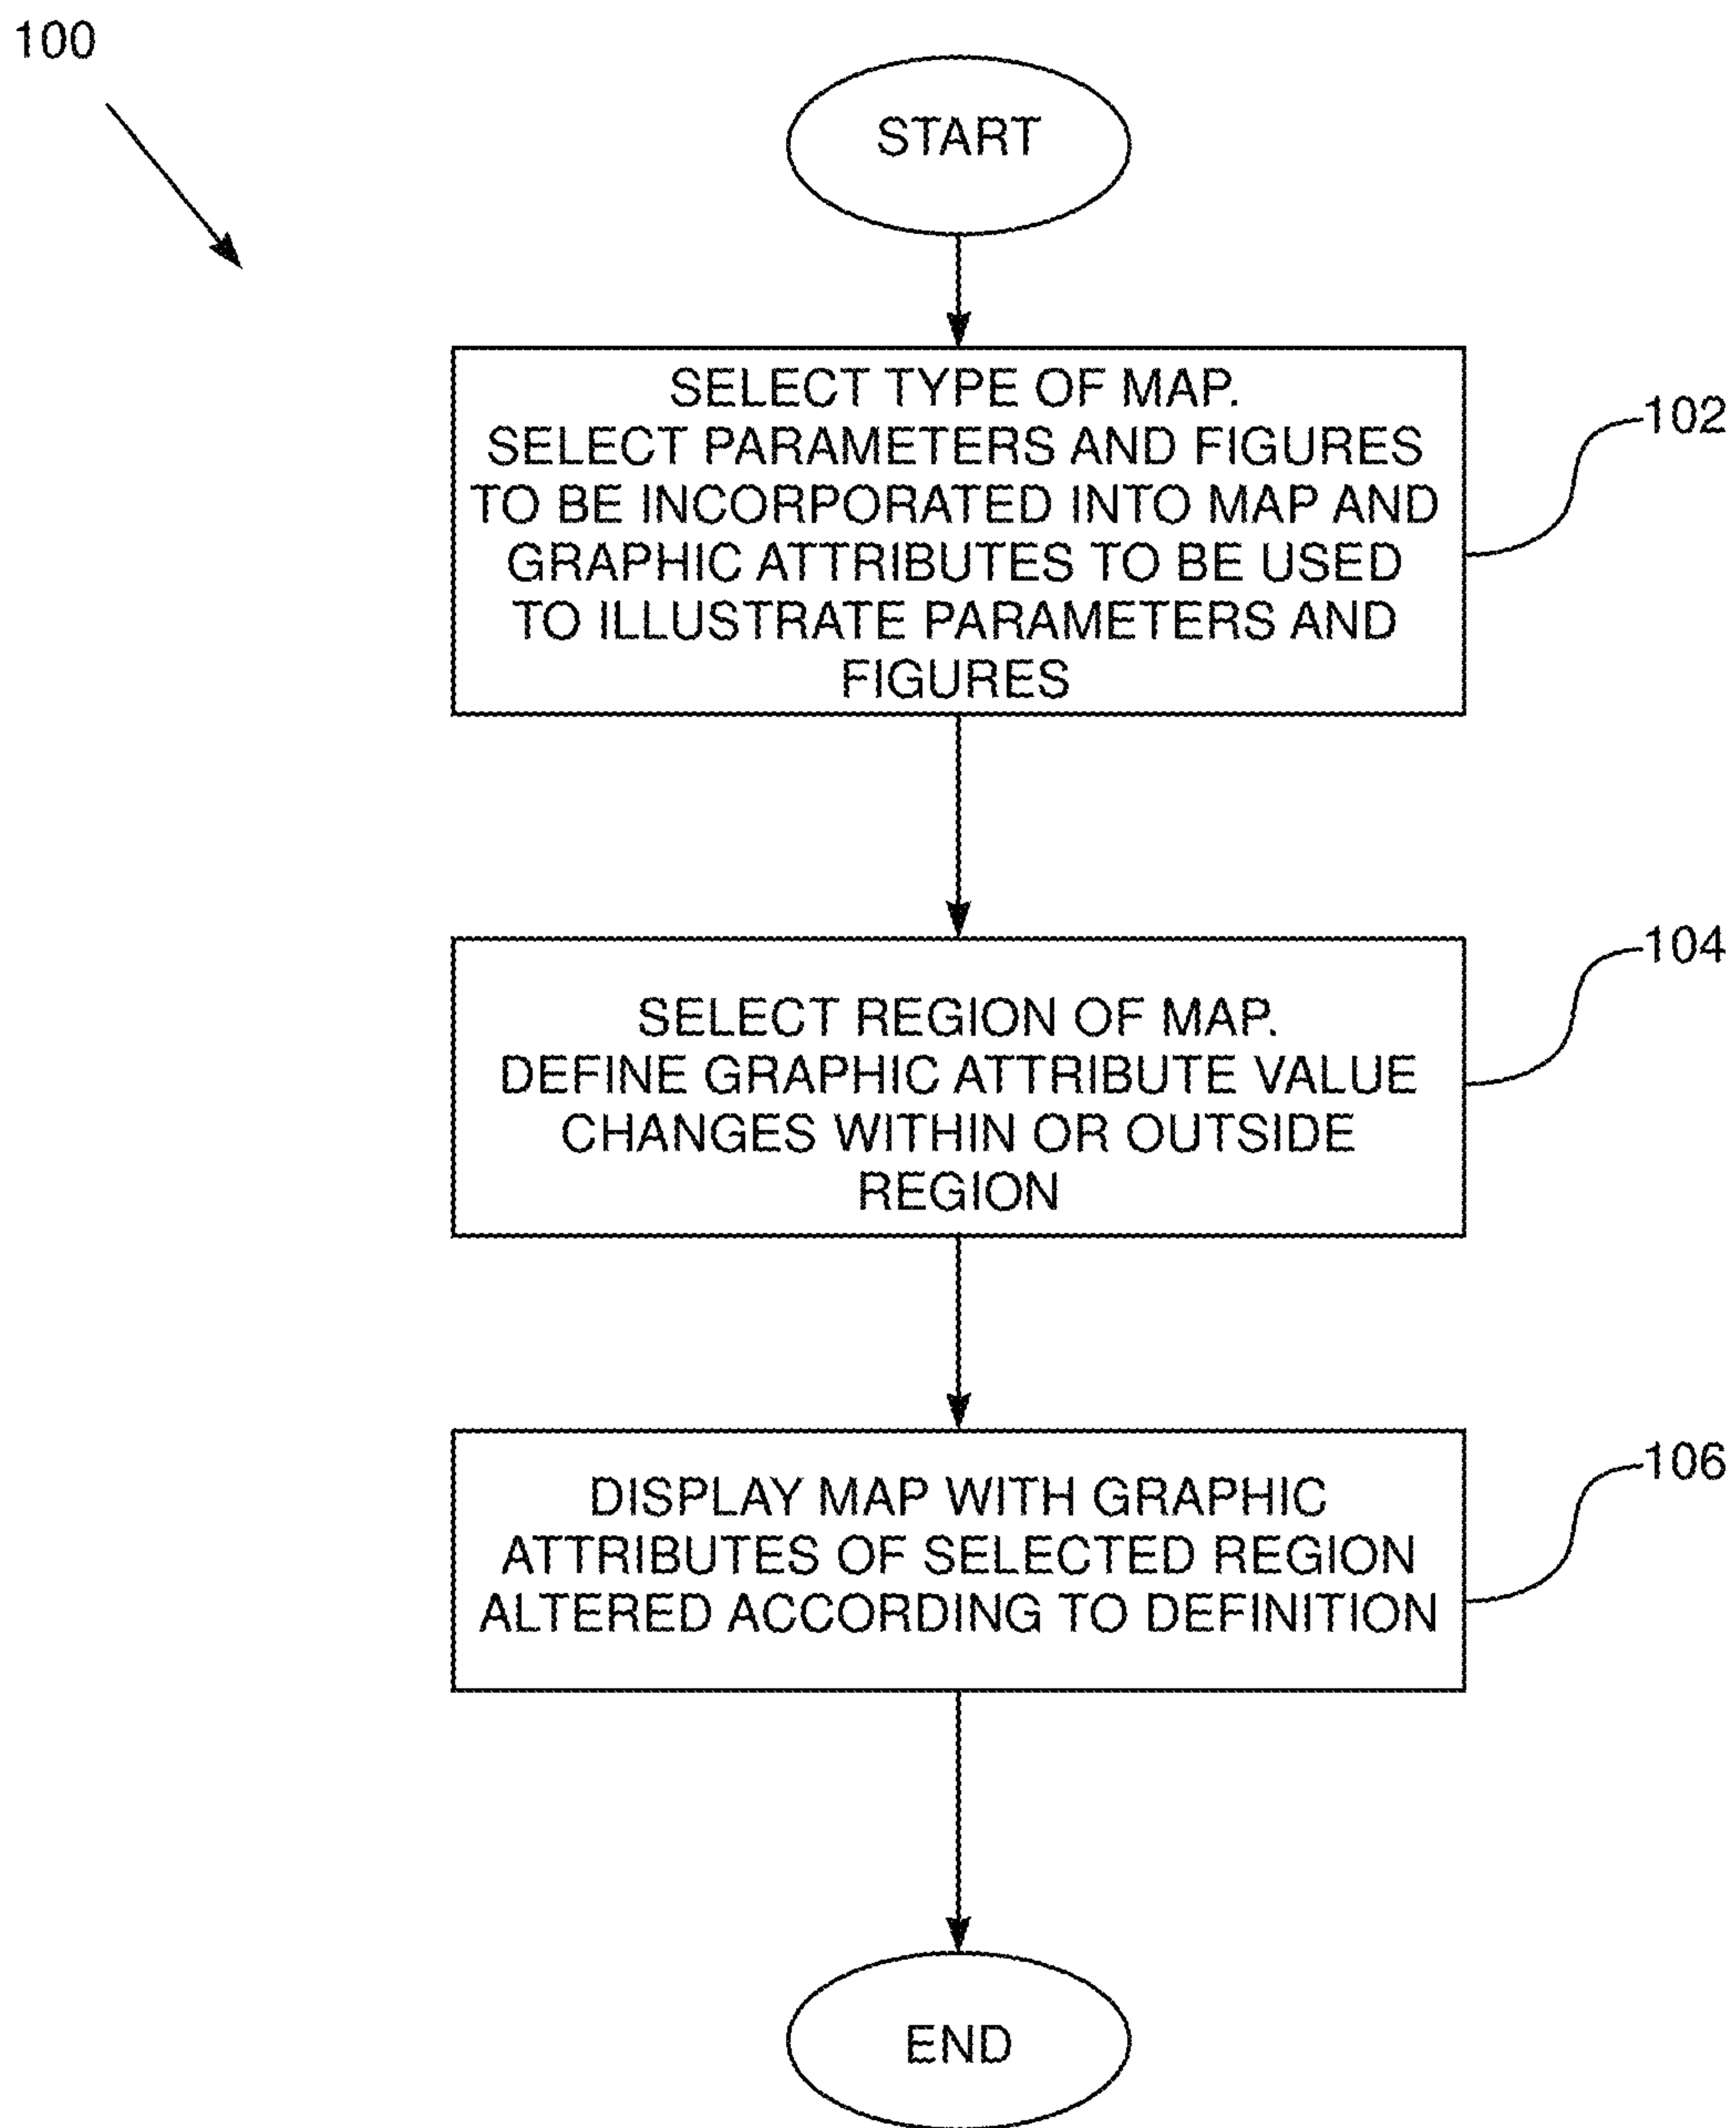 100
START
SELECT TYPE OF MAP.
SELECT PARAMETERS AND FIGURES
TO BE INCORPORATED INTO MAP AND
GRAPHIC ATTRIBUTES TO BE USED
TO ILLUSTRATE PARAMETERS AND
FIGURES
102
SELECT REGION OF MAP.
DEFINE GRAPHIC ATTRIBUTE VALUE
CHANGES WITHIN OR OUTSIDE
REGION
104
DISPLAY MAP WITH GRAPHIC
ATTRIBUTES OF SELECTED REGION
ALTERED ACCORDING TO DEFINITION
106
END